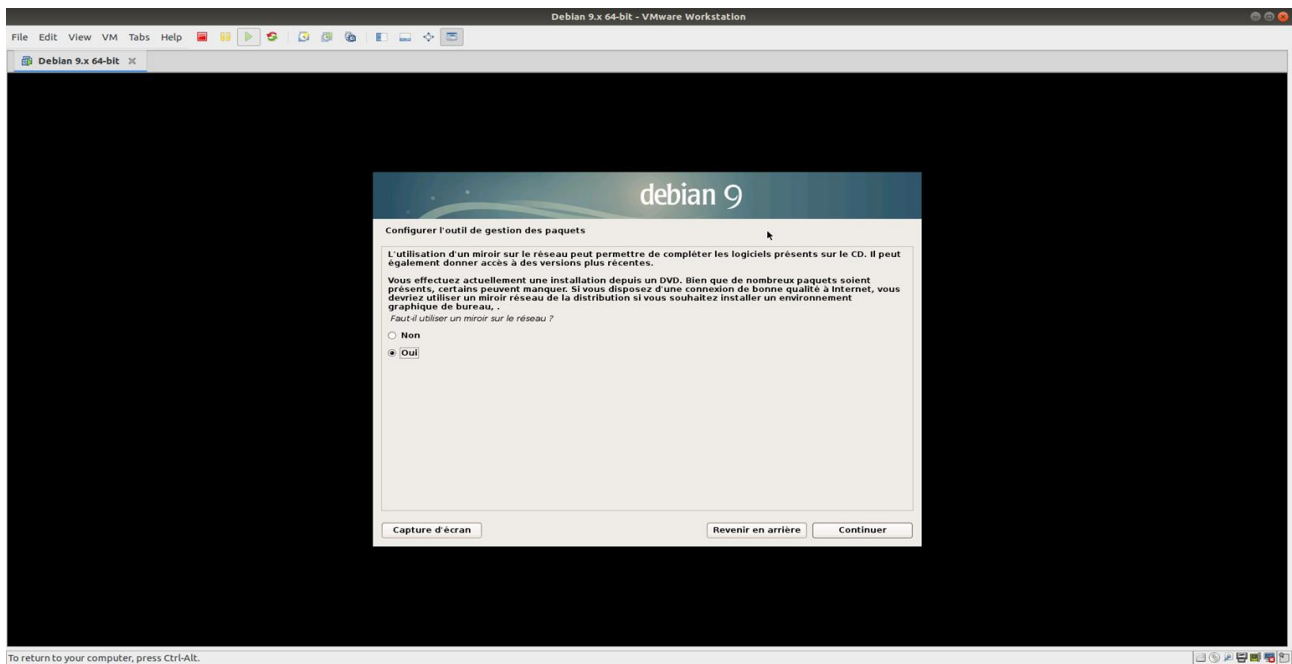 Debian 9.x 64-bit - VMware Workstation
File Edit View VM Tabs Help
Debian 9.x 64-bit
debian 9
Configurer l'outil de gestion des paquets
L'utilisation d'un miroir sur le réseau peut permettre de compléter les logiciels présents sur le CD. Il peut
également donner accès à des versions plus récentes.
Vous effectuez actuellement une installation depuis un DVD. Bien que de nombreux paquets soient
présents, certains peuvent manquer. Si vous disposez d'une connexion de bonne qualité à Internet, vous
devriez utiliser un miroir réseau de la distribution si vous souhaitez installer un environnement
graphique de bureau, .
Faut-il utiliser un miroir sur le réseau ?
Non
Oui
Capture d'écran Revenir en arrière Continuer
To return to your computer, press Ctrl-Alt.